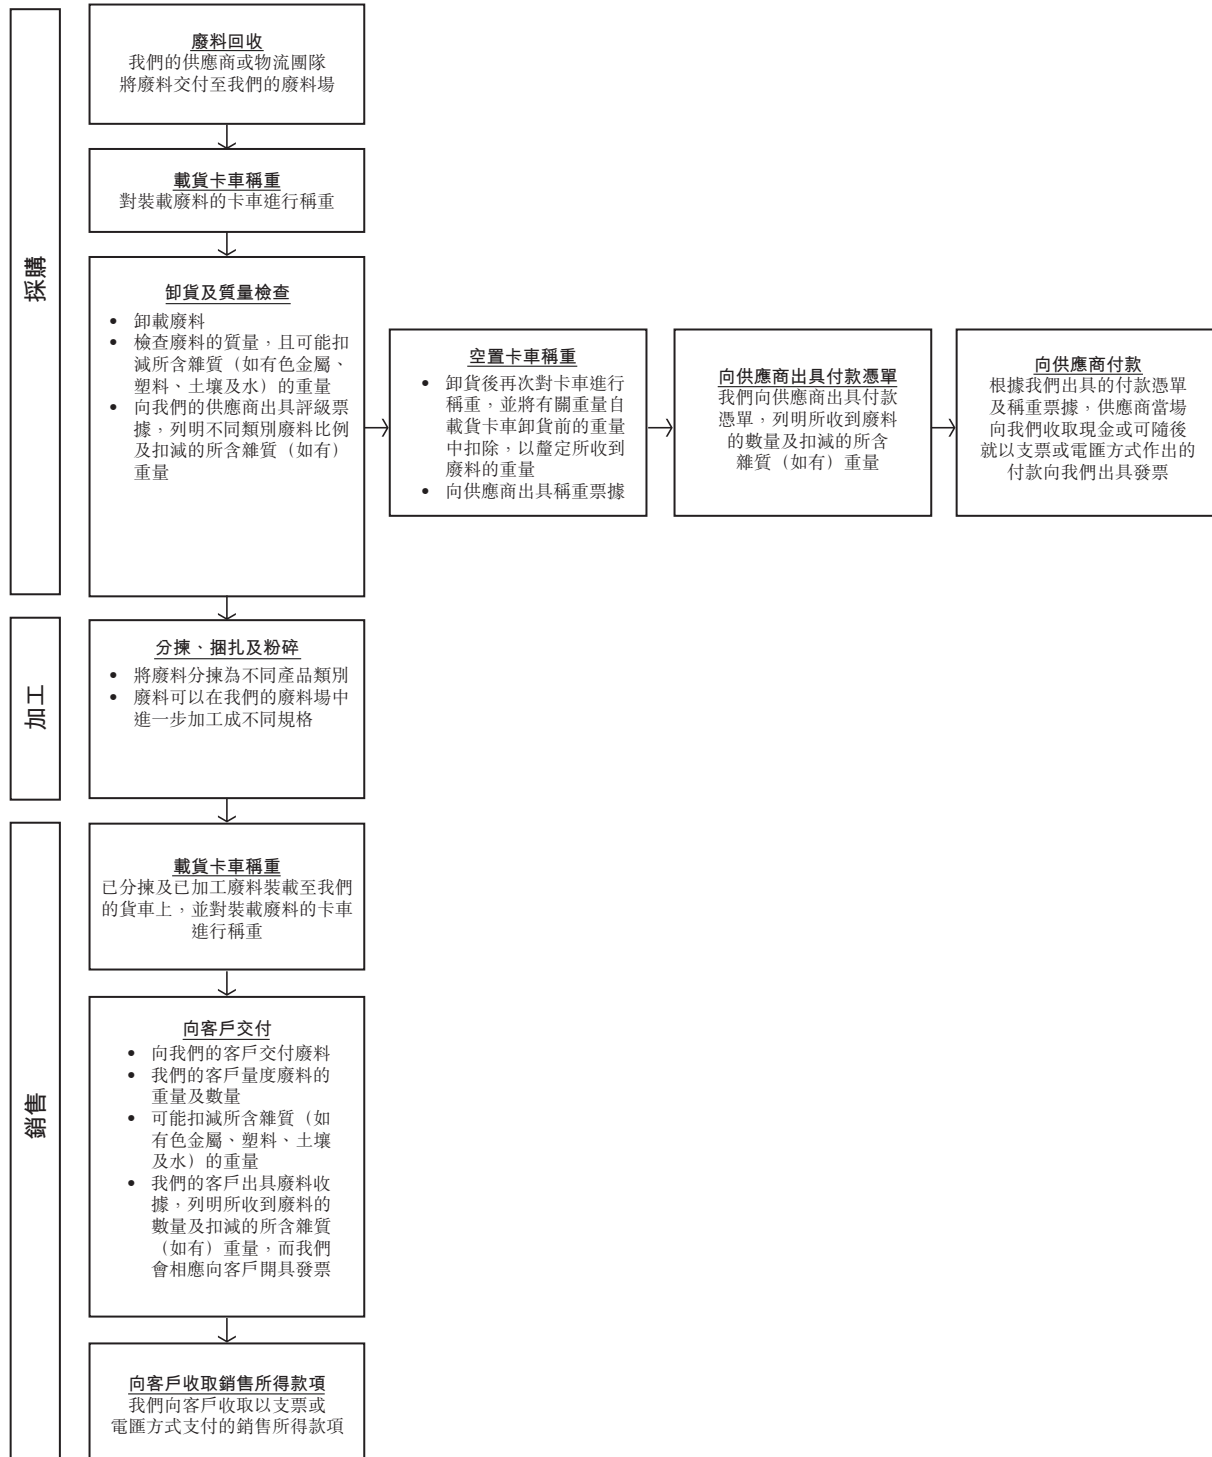 採購
廢料回收
我們的供應商或物流團隊
將廢料交付至我們的廢料場
載貨卡車稱重
對裝載廢料的卡車進行稱重
卸貨及質量檢查
• 卸載廢料
• 檢查廢料的質量，且可能扣
減所含雜質（如有色金屬、
塑料、土壤及水）的重量
• 向我們的供應商出具評級票
據，列明不同類別廢料比例
及扣減的所含雜質（如有）
重量
空置卡車稱重
• 卸貨後再次對卡車進行
稱重，並將有關重量自
載貨卡車卸貨前的重量
中扣除，以釐定所收到
廢料的重量
• 向供應商出具稱重票據
向供應商出具付款憑單
我們向供應商出具付款
憑單，列明所收到廢料
的數量及扣減的所含
雜質（如有）重量
向供應商付款
根據我們出具的付款憑單
及稱重票據，供應商當場
向我們收取現金或可隨後
就以支票或電匯方式作出的
付款向我們出具發票
加工
分揀、捆扎及粉碎
• 將廢料分揀為不同產品類別
• 廢料可以在我們的廢料場中
進一步加工成不同規格
銷售
載貨卡車稱重
已分揀及已加工廢料裝載至我們
的貨車上，並對裝載廢料的卡車
進行稱重
向客戶交付
• 向我們的客戶交付廢料
• 我們的客戶量度廢料的
重量及數量
• 可能扣減所含雜質（如
有色金屬、塑料、土壤
及水）的重量
• 我們的客戶出具廢料收
據，列明所收到廢料的
數量及扣減的所含雜質
（如有）重量，而我們
會相應向客戶開具發票
向客戶收取銷售所得款項
我們向客戶收取以支票或
電匯方式支付的銷售所得款項